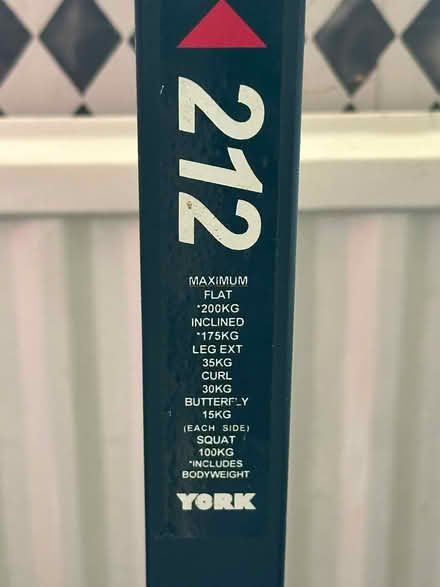 212
MAXIMUM
FLAT
*200KG
INCLINED
*175KG
LEG EXT
35KG
CURL
30KG
BUTTERFLY
15KG
(EACH SIDE)
SQUAT
100KG
*INCLUDES
BODYWEIGHT
YORK